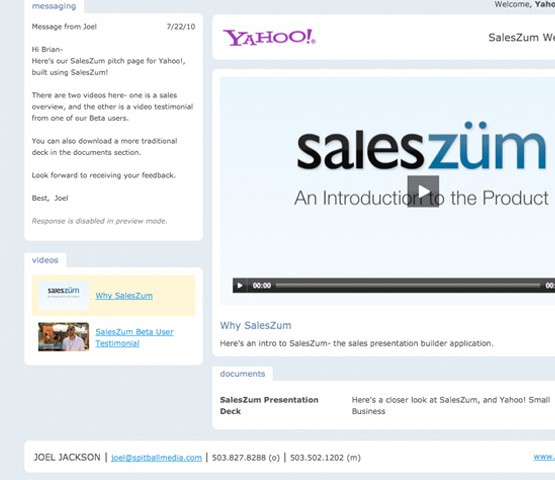 messaging
Message from Joel 7/22/10
Hi Brian-
Here's our SalesZum pitch page for Yahoo!,
built using SalesZum!
There are two videos here- one is a sales
overview, and the other is a video testimonial
from one of our Beta users.
You can also download a more traditional
deck in the documents section.
Look forward to receiving your feedback.
Best, Joel
Response is disabled in preview mode.
videos
saleszüm
Why SalesZum
SalesZum Beta User
Testimonial
Welcome, Yaho
YAHOO!
SalesZum We
saleszüm
An Introduction to the Product
00:00 00:
Why SalesZum
Here's an intro to SalesZum- the sales presentation builder application.
documents
SalesZum Presentation
Deck
Here's a closer look at SalesZum, and Yahoo! Small
Business
JOEL JACKSON | joel@spitballmedia.com | 503.827.8288 (o) | 503.502.1202 (m)
www.